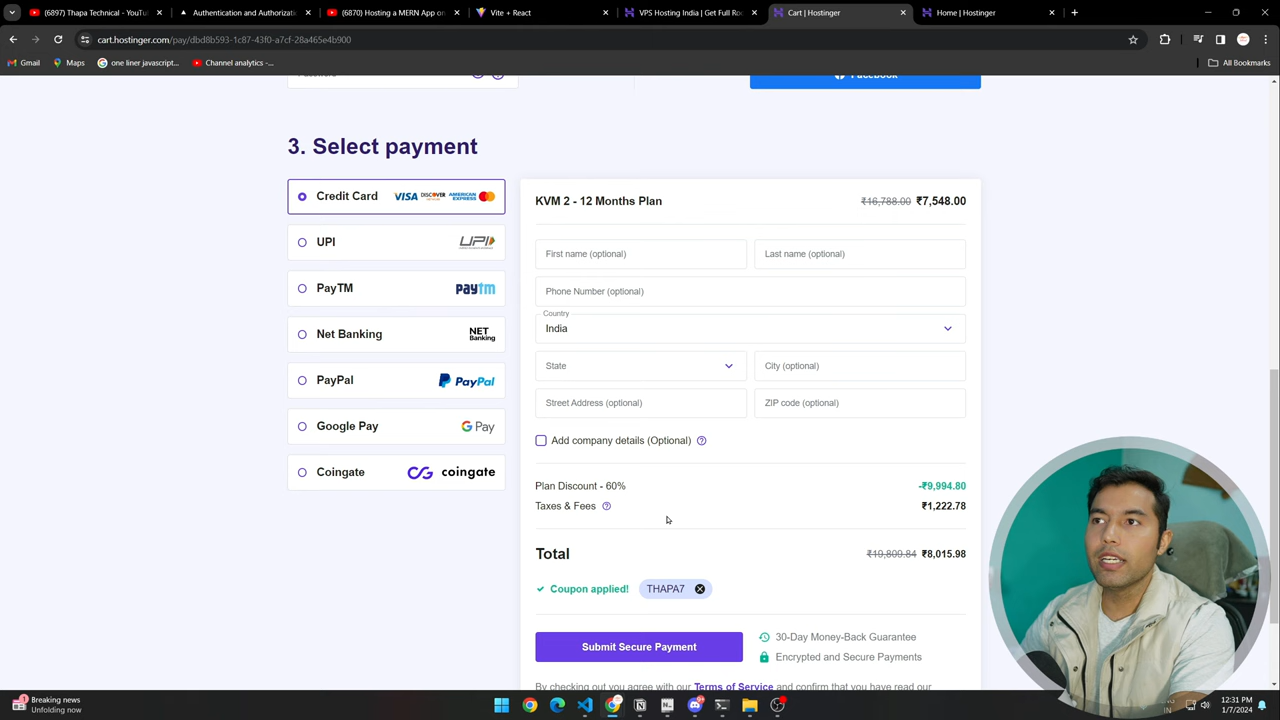 (6897) Thapa Technical - YouT
Authentication and Authorizatio
(6870) Hosting a MERN App on
Vite + React
VPS Hosting India | Get Full Ro
Cart | Hostinger
Home | Hostinger
cart.hostinger.com/pay/dbd8b593-1c87-43f0-a7cf-28a465e4b900
Gmail
Maps
one liner javascript...
Channel analytics -...
All Bookmarks
3. Select payment
Credit Card VISA DISCOVER AMERICAN EXPRESS
UPI UPI
PayTM paytm
Net Banking NET Banking
PayPal PayPal
Google Pay G Pay
Coingate coingate
KVM 2 - 12 Months Plan ₹16,788.00 ₹7,548.00
First name (optional) Last name (optional)
Phone Number (optional)
Country
India
State City (optional)
Street Address (optional) ZIP code (optional)
Add company details (Optional)
Plan Discount - 60% -₹9,994.80
Taxes & Fees ₹1,222.78
Total ₹19,809.84 ₹8,015.98
Coupon applied! THAPA7
Submit Secure Payment
30-Day Money-Back Guarantee
Encrypted and Secure Payments
By checking out you agree with our Terms of Service and confirm that you have read our
Breaking news
Unfolding now
IN
12:31 PM
1/7/2024